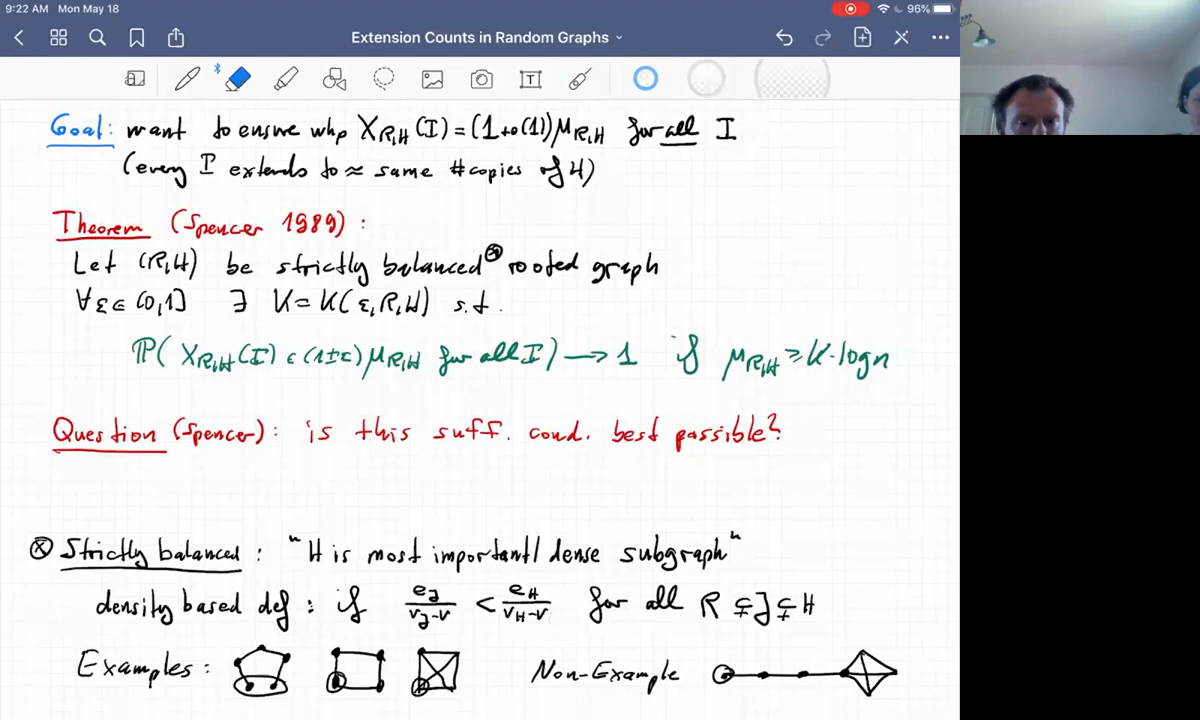 9:22 AM Mon May 18
96%
Extension Counts in Random Graphs
Goal: want to ensure whp X_{R,H}(I) = (1+o(1)) μ_{R,H} for all I
(every I extends to ≈ same #copies of H)
Theorem (Spencer 1989):
Let (R,H) be strictly balanced^⊛ rooted graph
∀ε∈(0,1] ∃ K=K(ε,R,H) s.t.
ℙ( X_{R,H}(I) ∈ (1±ε) μ_{R,H} for all I ) → 1 if μ_{R,H} ≥ K·log n
Question (Spencer): is this suff. cond. best possible?
⊛ Strictly balanced: "H is most important/dense subgraph"
density based def: if e_J/(v_J-v) < e_H/(v_H-v) for all R ⊊ J ⊊ H
Examples: Non-Example